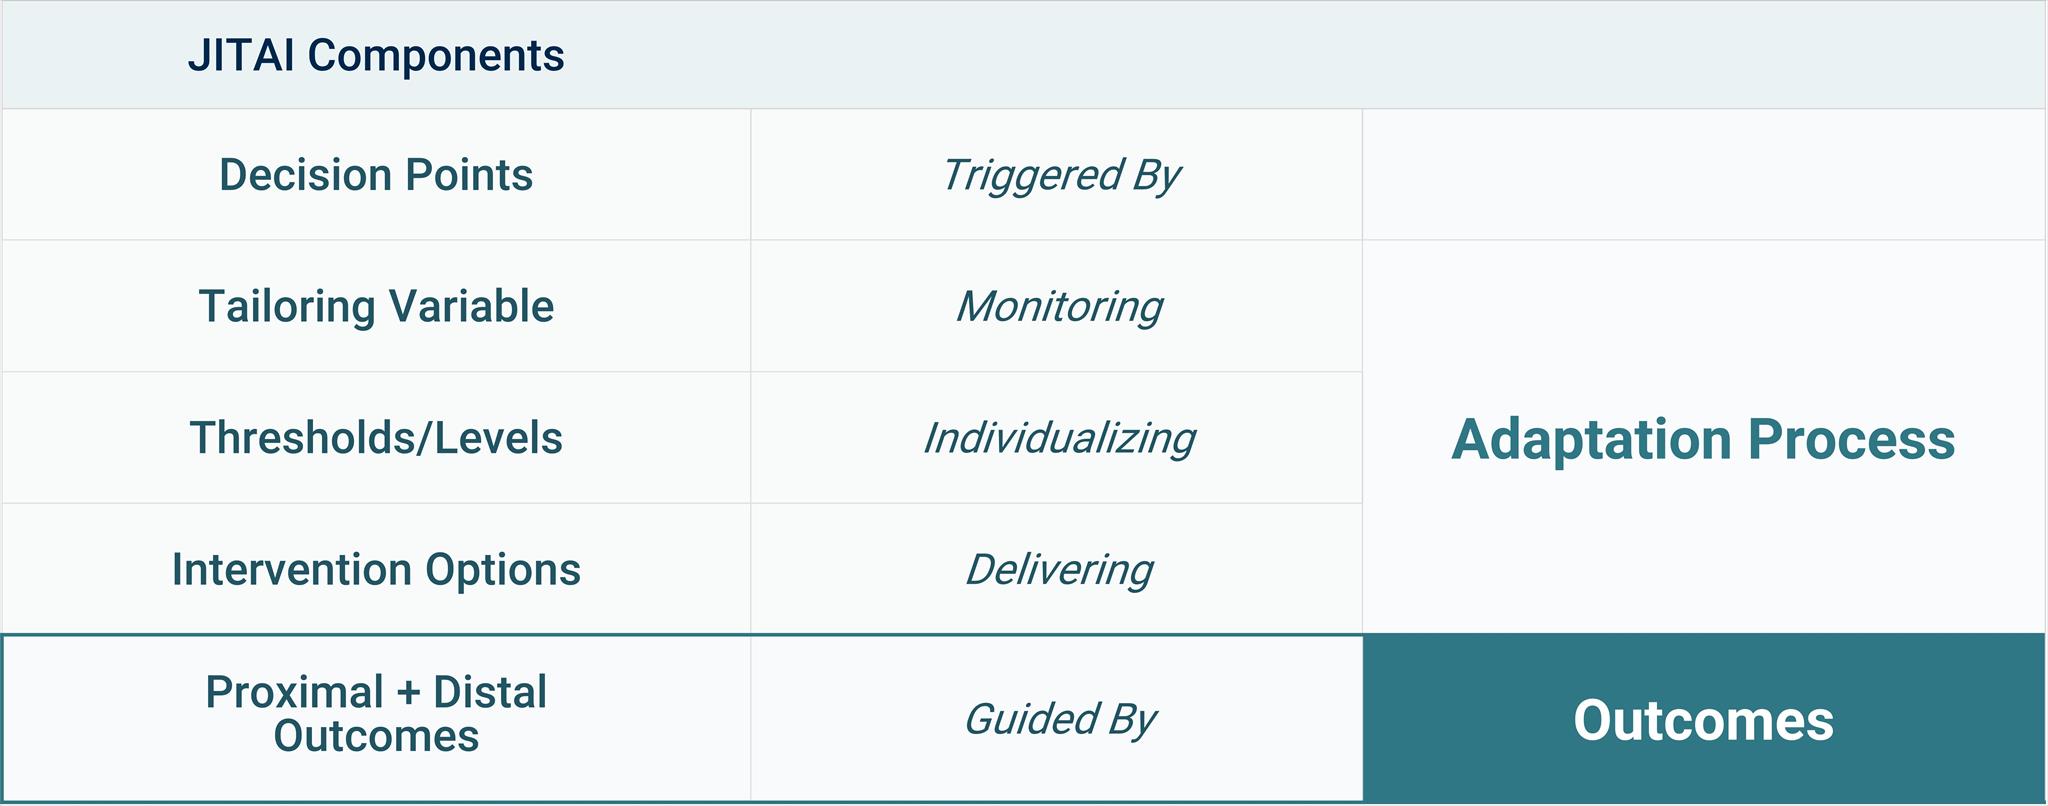 JITAI Components
Decision Points
Triggered By
Tailoring Variable
Monitoring
Thresholds/Levels
Individualizing
Adaptation Process
Intervention Options
Delivering
Proximal + Distal
Outcomes
Guided By
Outcomes